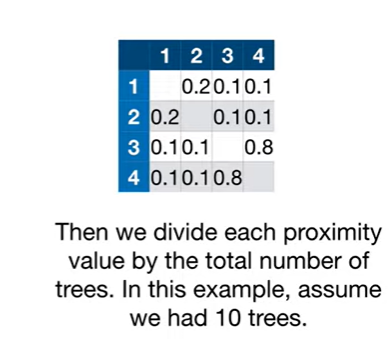 1 2 3 4
1 0.2 0.1 0.1
2 0.2 0.1 0.1
3 0.1 0.1 0.8
4 0.1 0.1 0.8
Then we divide each proximity
value by the total number of
trees. In this example, assume
we had 10 trees.